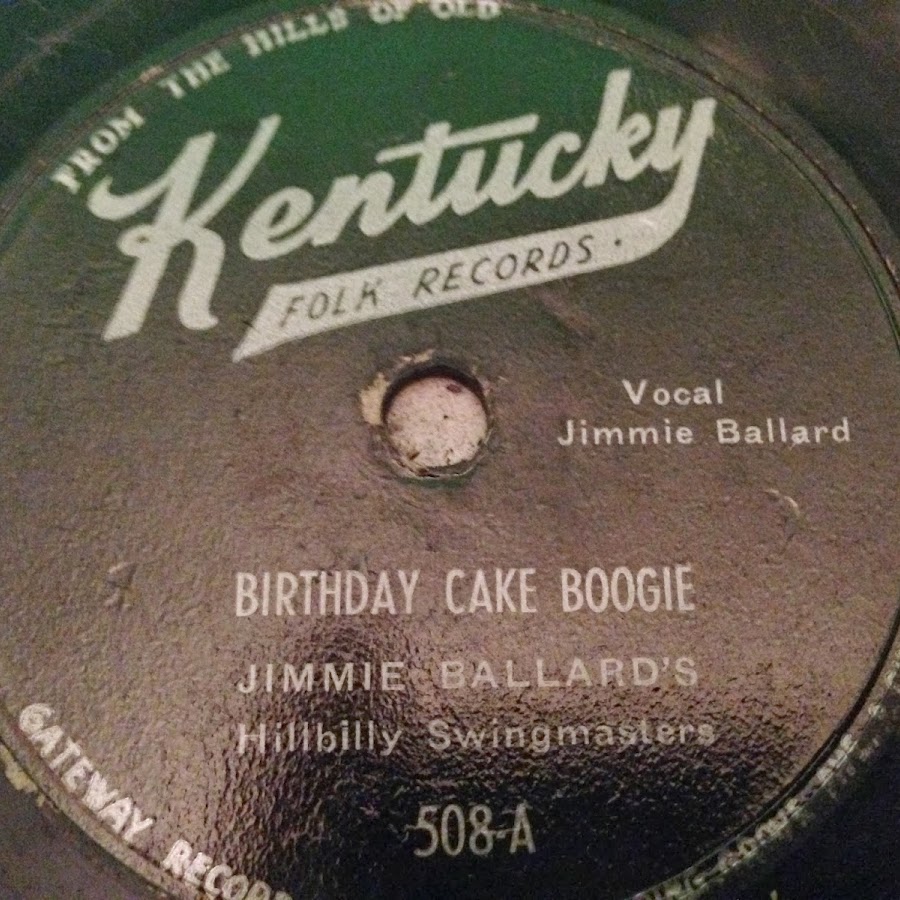 FROM THE HILLS OF OLD
Kentucky
FOLK RECORDS
Vocal
Jimmie Ballard
BIRTHDAY CAKE BOOGIE
JIMMIE BALLARD'S
Hillbilly Swingmasters
508-A
GATEWAY RECOR